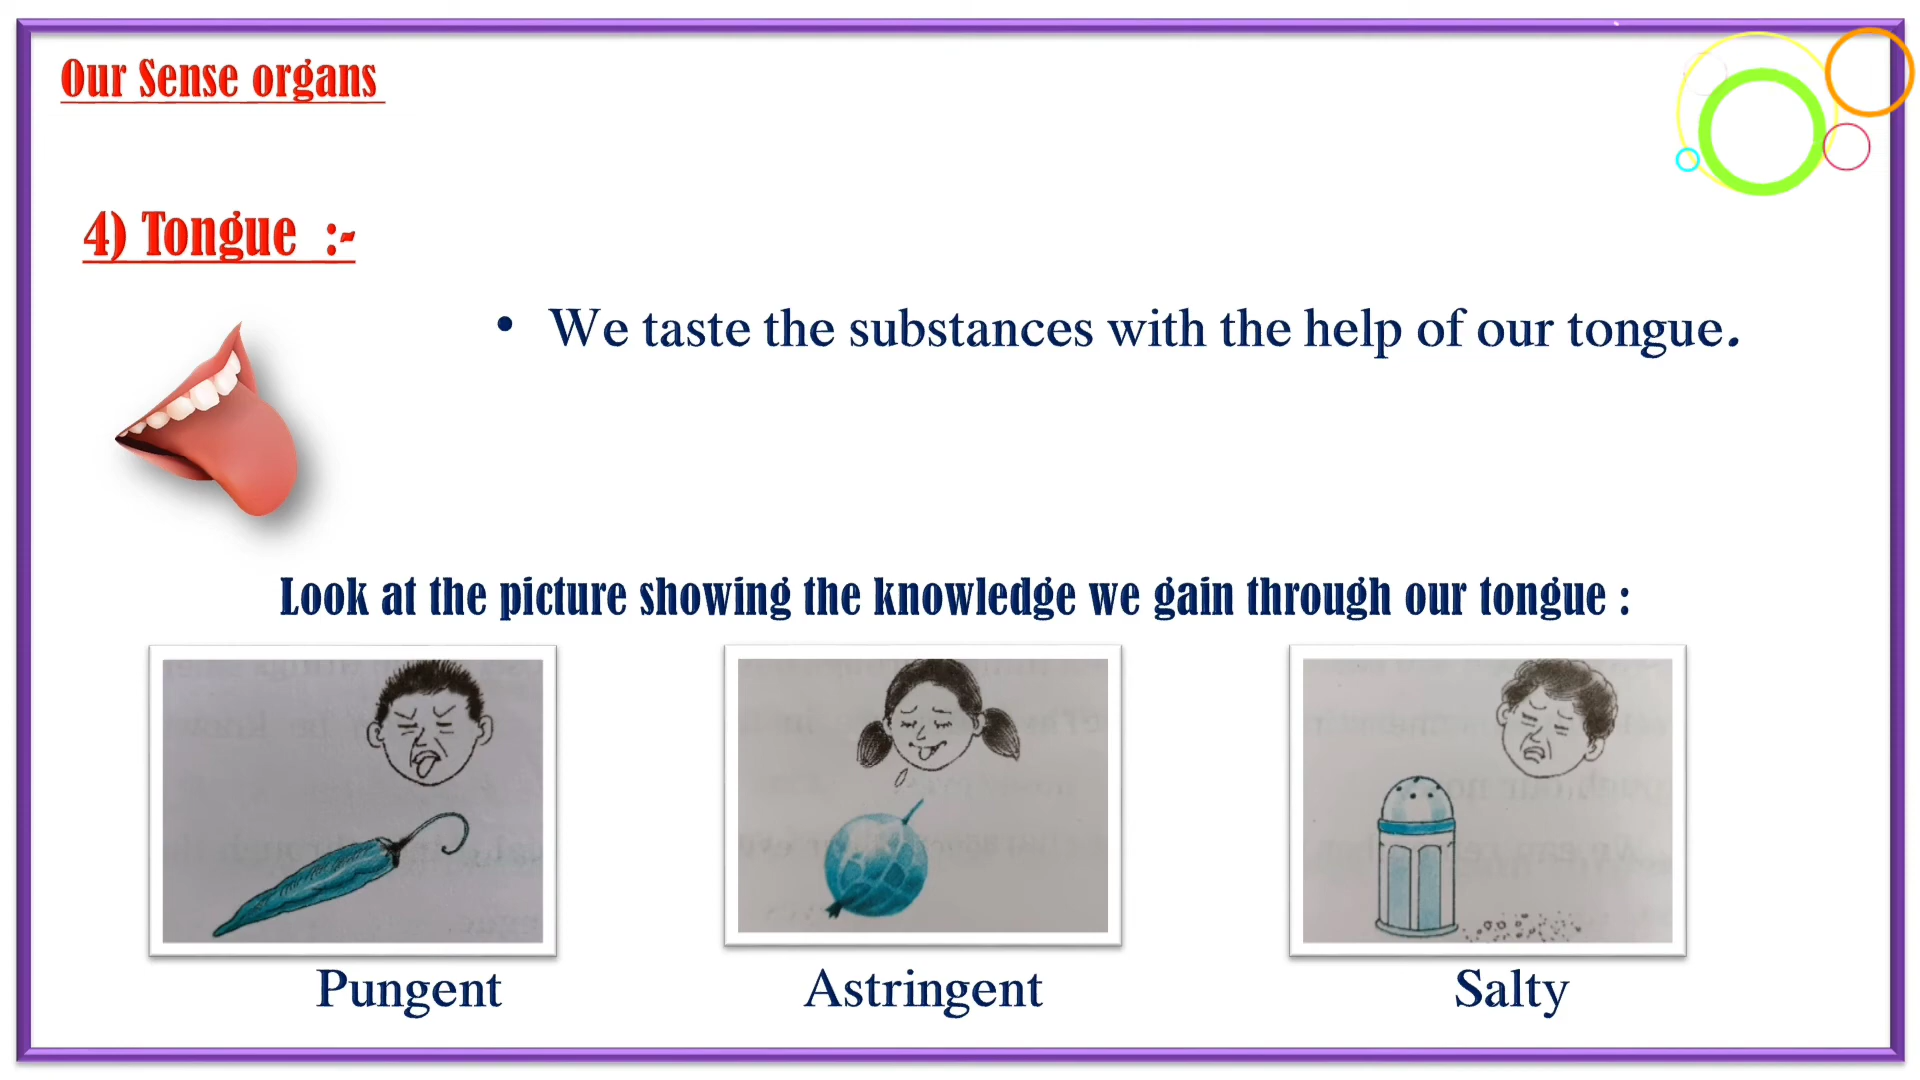 Our Sense organs
4) Tongue :-
• We taste the substances with the help of our tongue.
Look at the picture showing the knowledge we gain through our tongue :
Pungent
Astringent
Salty